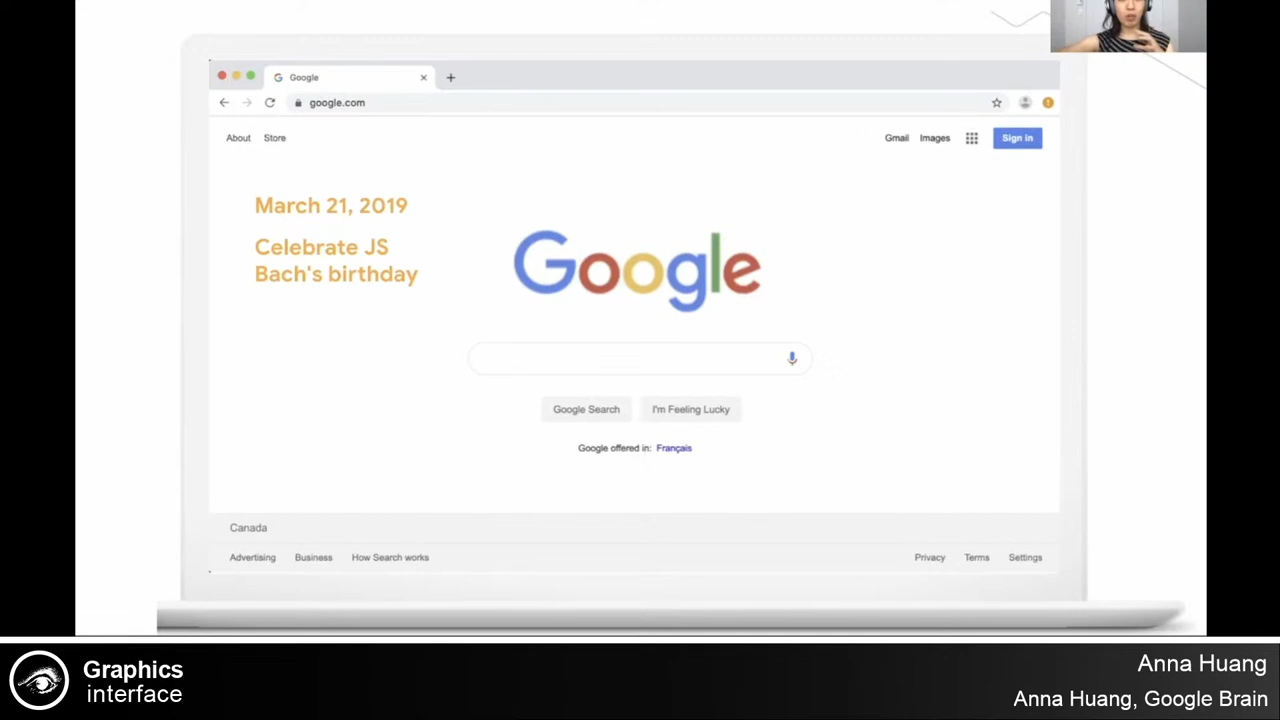 Google
google.com
About Store
Gmail Images
Sign in
March 21, 2019
Celebrate JS
Bach's birthday
Google
Google Search
I'm Feeling Lucky
Google offered in: Français
Canada
Advertising Business How Search works
Privacy Terms Settings
Graphics
interface
Anna Huang
Anna Huang, Google Brain